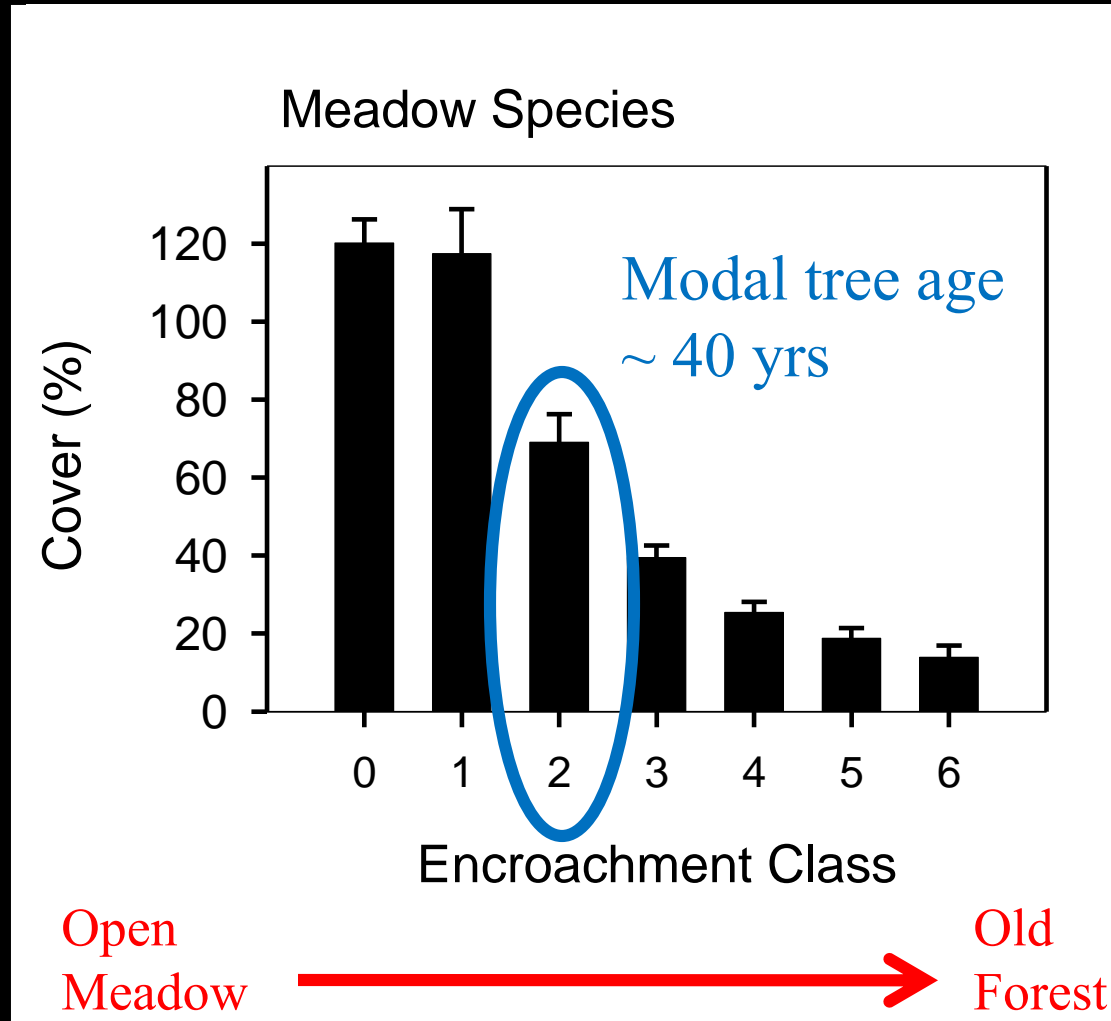 Meadow Species
120
100
80
60
40
20
0
Cover (%)
Modal tree age
~ 40 yrs
0 1 2 3 4 5 6
Encroachment Class
Open
Meadow
Old
Forest